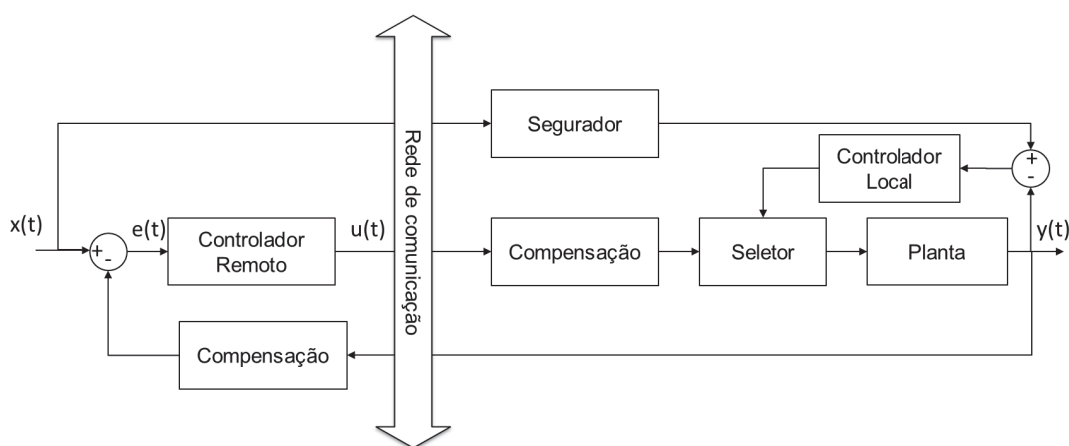 Segurador
Rede de comunicação
+
-
Controlador
Local
x(t)
+
-
e(t)
Controlador
Remoto
u(t)
Compensação
Seletor
Planta
y(t)
Compensação